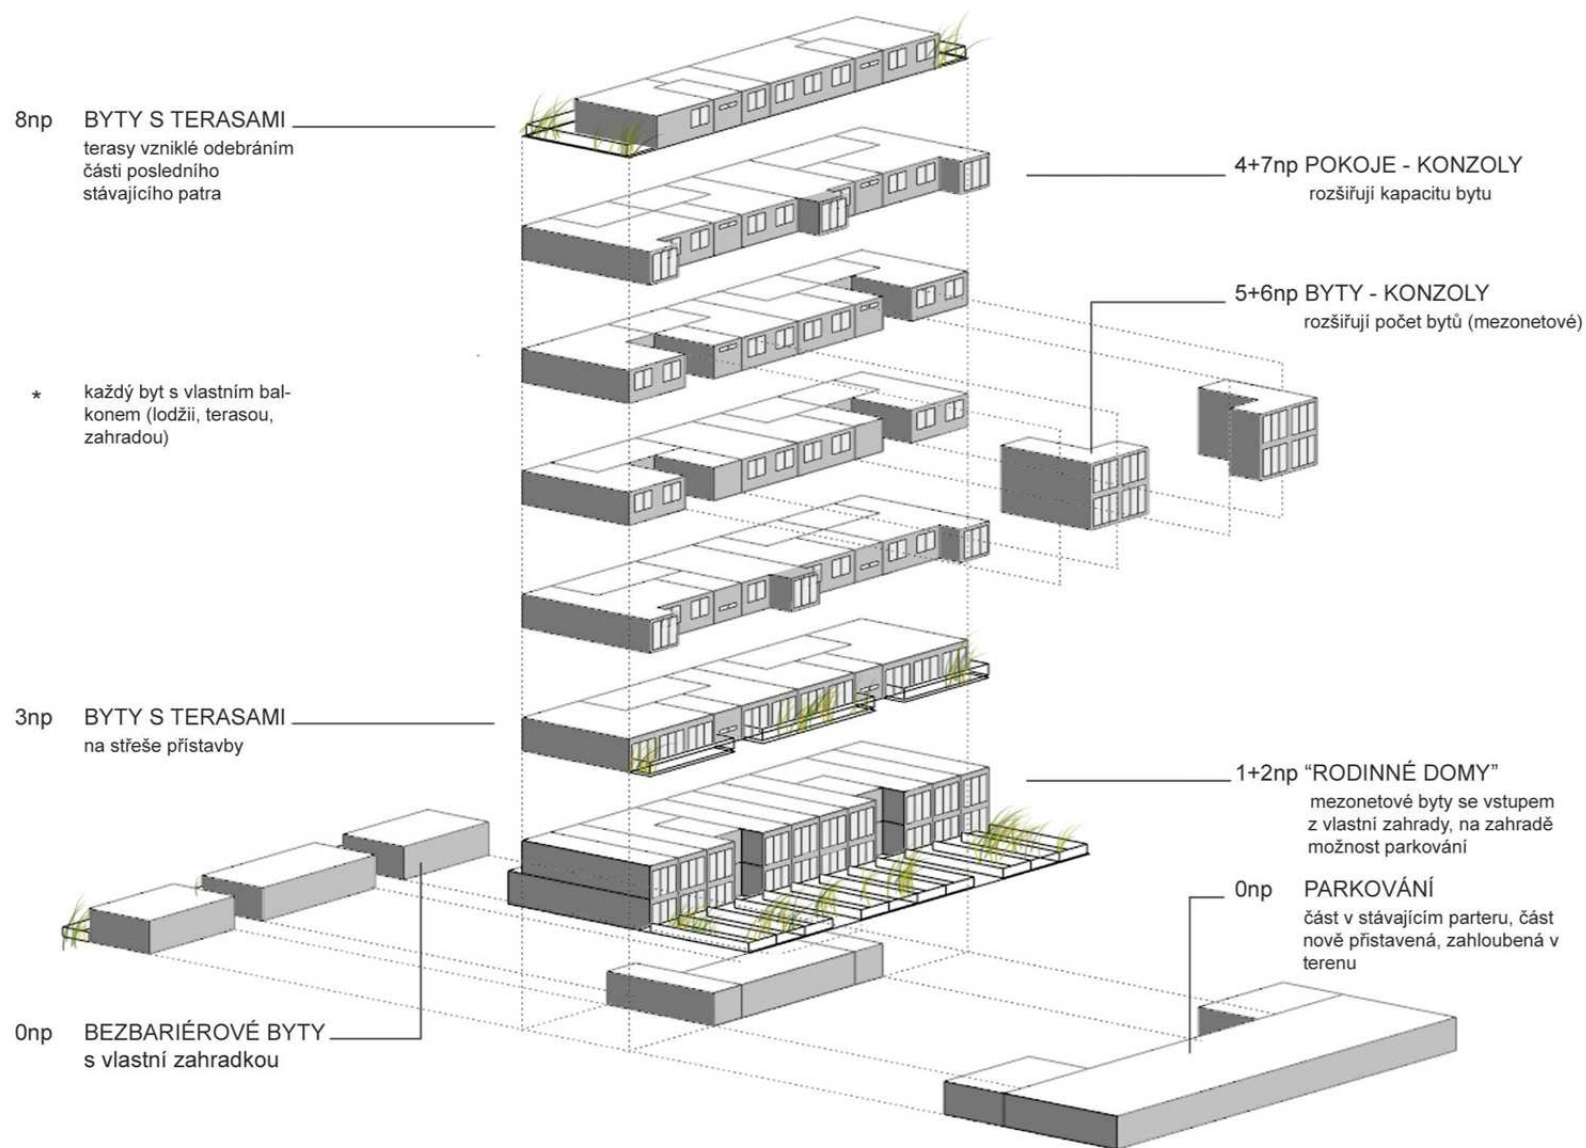 8np BYTY S TERASAMI
terasy vzniklé odebráním
části posledního
stávajícího patra
4+7np POKOJE - KONZOLY
rozšiřují kapacitu bytu
5+6np BYTY - KONZOLY
rozšiřují počet bytů (mezonetové)
* každý byt s vlastním bal-
konem (lodžii, terasou,
zahradou)
3np BYTY S TERASAMI
na střeše přístavby
1+2np “RODINNÉ DOMY”
mezonetové byty se vstupem
z vlastní zahrady, na zahradě
možnost parkování
0np PARKOVÁNÍ
část v stávajícím parteru, část
nově přistavená, zahloubená v
terenu
0np BEZBARIÉROVÉ BYTY
s vlastní zahradkou